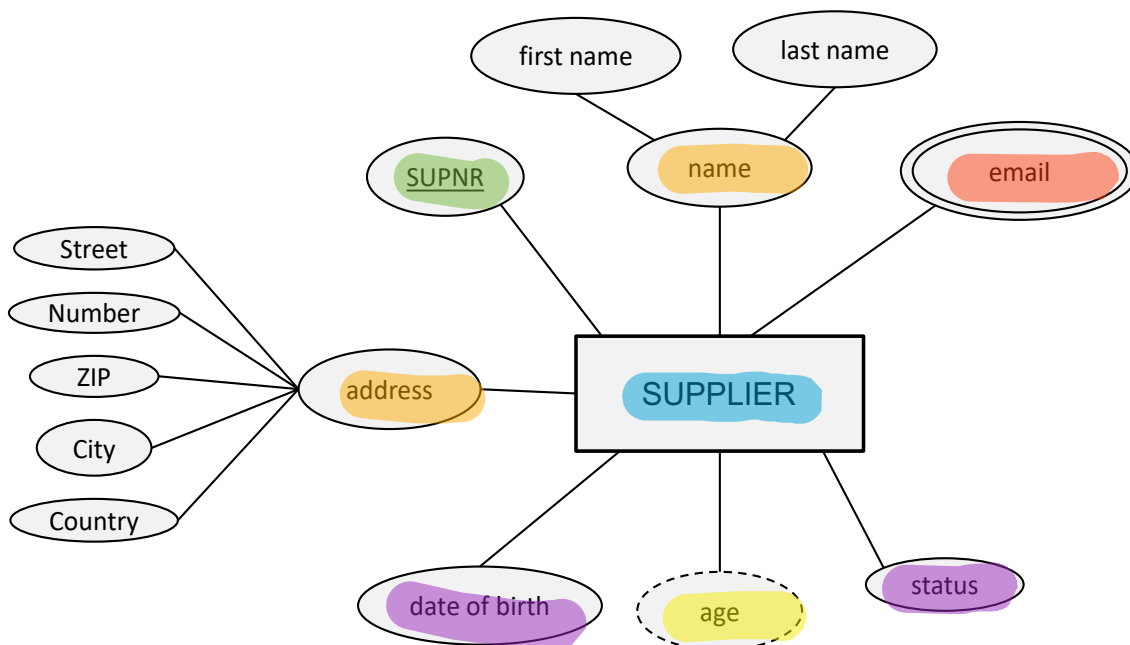 first name
last name
SUPNR
name
email
Street
Number
ZIP
City
Country
address
SUPPLIER
date of birth
age
status